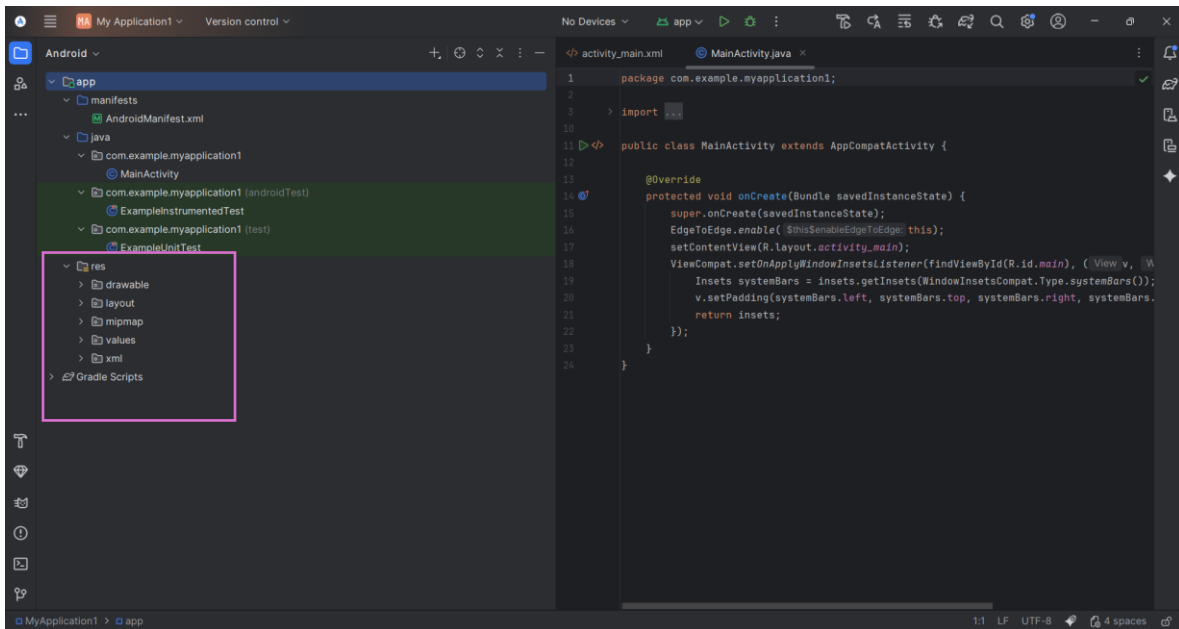 MA My Application1 Version control No Devices app
Android
app
manifests
AndroidManifest.xml
java
com.example.myapplication1
MainActivity
com.example.myapplication1 (androidTest)
ExampleInstrumentedTest
com.example.myapplication1 (test)
ExampleUnitTest
res
drawable
layout
mipmap
values
xml
Gradle Scripts
activity_main.xml MainActivity.java
1 package com.example.myapplication1;
2
3 import ...
10
11 public class MainActivity extends AppCompatActivity {
12
13 @Override
14 protected void onCreate(Bundle savedInstanceState) {
15 super.onCreate(savedInstanceState);
16 EdgeToEdge.enable( $this$enableEdgeToEdge: this);
17 setContentView(R.layout.activity_main);
18 ViewCompat.setOnApplyWindowInsetsListener(findViewById(R.id.main), ( View v, W
19 Insets systemBars = insets.getInsets(WindowInsetsCompat.Type.systemBars());
20 v.setPadding(systemBars.left, systemBars.top, systemBars.right, systemBars.
21 return insets;
22 });
23 }
24 }
MyApplication1 > app 1:1 LF UTF-8 4 spaces